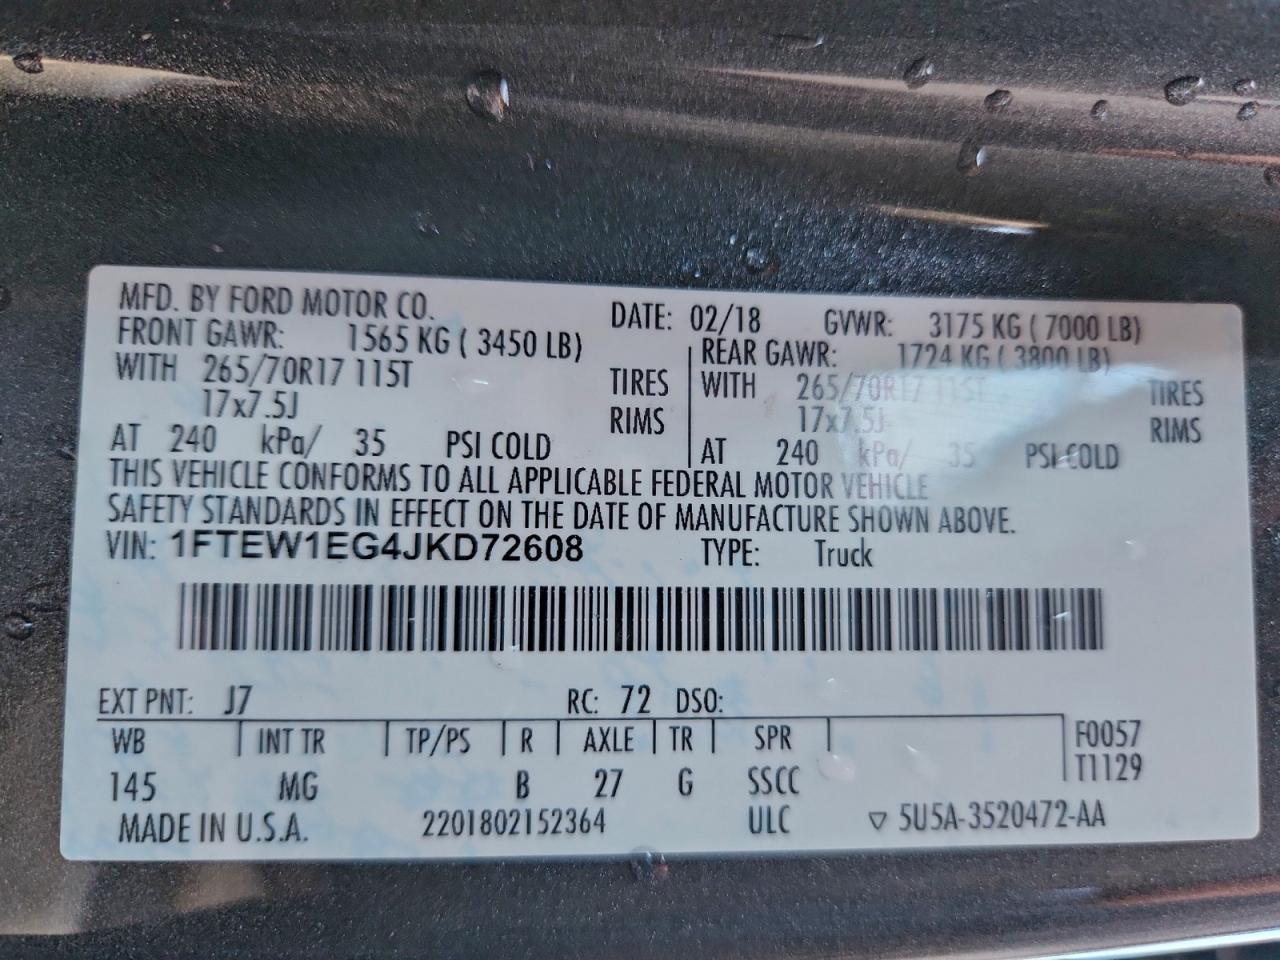 MFD. BY FORD MOTOR CO.
DATE: 02/18 GVWR: 3175 KG ( 7000 LB)
FRONT GAWR: 1565 KG ( 3450 LB)
WITH 265/70R17 115T TIRES
17x7.5J RIMS
AT 240 kPa/ 35 PSI COLD
REAR GAWR: 1724 KG ( 3800 LB)
WITH 265/70R17 115T TIRES
17x7.5J RIMS
AT 240 kPa/ 35 PSI COLD
THIS VEHICLE CONFORMS TO ALL APPLICABLE FEDERAL MOTOR VEHICLE
SAFETY STANDARDS IN EFFECT ON THE DATE OF MANUFACTURE SHOWN ABOVE.
VIN: 1FTEW1EG4JKD72608 TYPE: Truck
EXT PNT: J7 RC: 72 DSO:
WB INT TR TP/PS R AXLE TR SPR F0057
145 MG B 27 G SSCC T1129
MADE IN U.S.A. 2201802152364 ULC ▽ 5U5A-3520472-AA